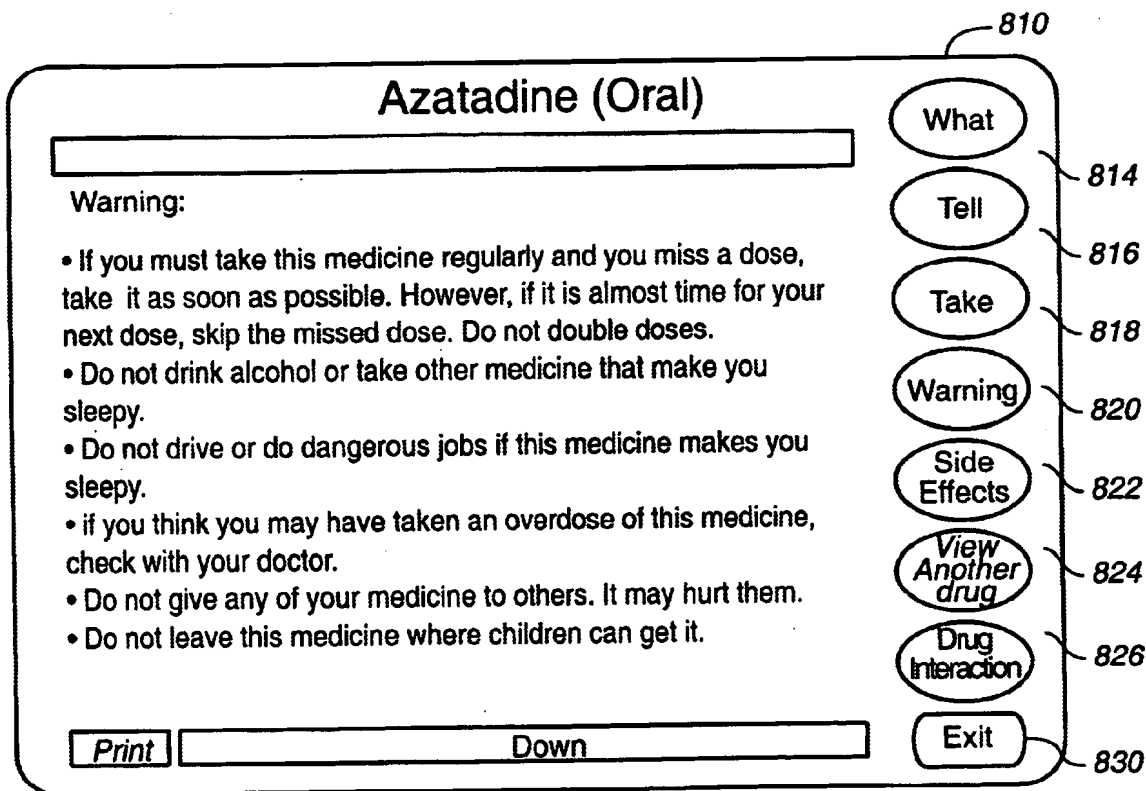 810
Azatadine (Oral)
What
814
Warning:
Tell
816
• If you must take this medicine regularly and you miss a dose,
take it as soon as possible. However, if it is almost time for your
next dose, skip the missed dose. Do not double doses.
Take
818
• Do not drink alcohol or take other medicine that make you
sleepy.
Warning
820
• Do not drive or do dangerous jobs if this medicine makes you
sleepy.
Side
Effects
822
• if you think you may have taken an overdose of this medicine,
check with your doctor.
View
Another
drug
824
• Do not give any of your medicine to others. It may hurt them.
• Do not leave this medicine where children can get it.
Drug
Interaction
826
Print
Down
Exit
830